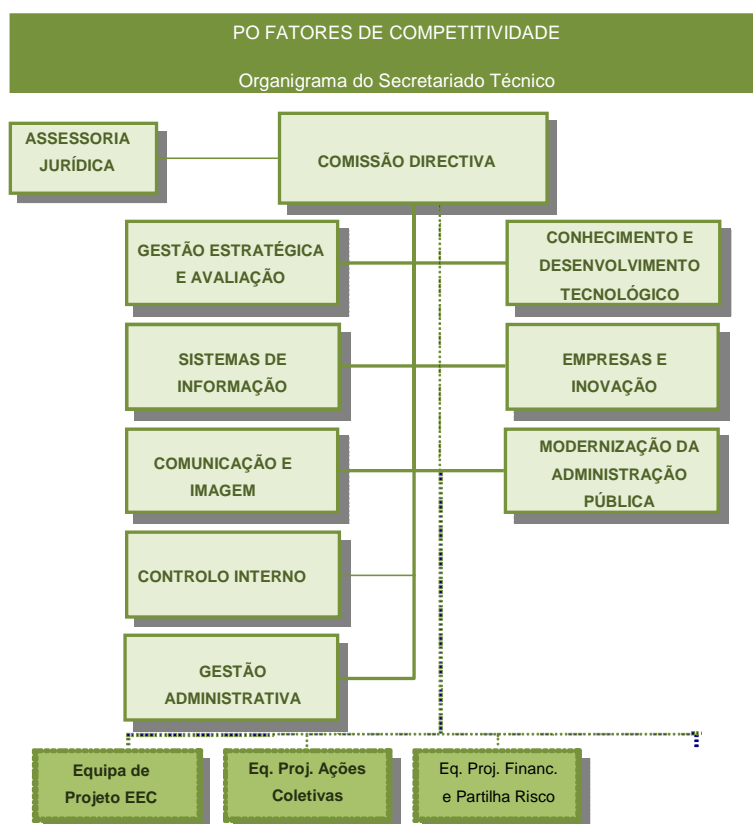 PO FATORES DE COMPETITIVIDADE
Organigrama do Secretariado Técnico
ASSESSORIA
JURÍDICA
COMISSÃO DIRECTIVA
GESTÃO ESTRATÉGICA
E AVALIAÇÃO
CONHECIMENTO E
DESENVOLVIMENTO
TECNOLÓGICO
SISTEMAS DE
INFORMAÇÃO
EMPRESAS E
INOVAÇÃO
COMUNICAÇÃO E
IMAGEM
MODERNIZAÇÃO DA
ADMINISTRAÇÃO
PÚBLICA
CONTROLO INTERNO
GESTÃO
ADMINISTRATIVA
Equipa de
Projeto EEC
Eq. Proj. Ações
Coletivas
Eq. Proj. Financ.
e Partilha Risco